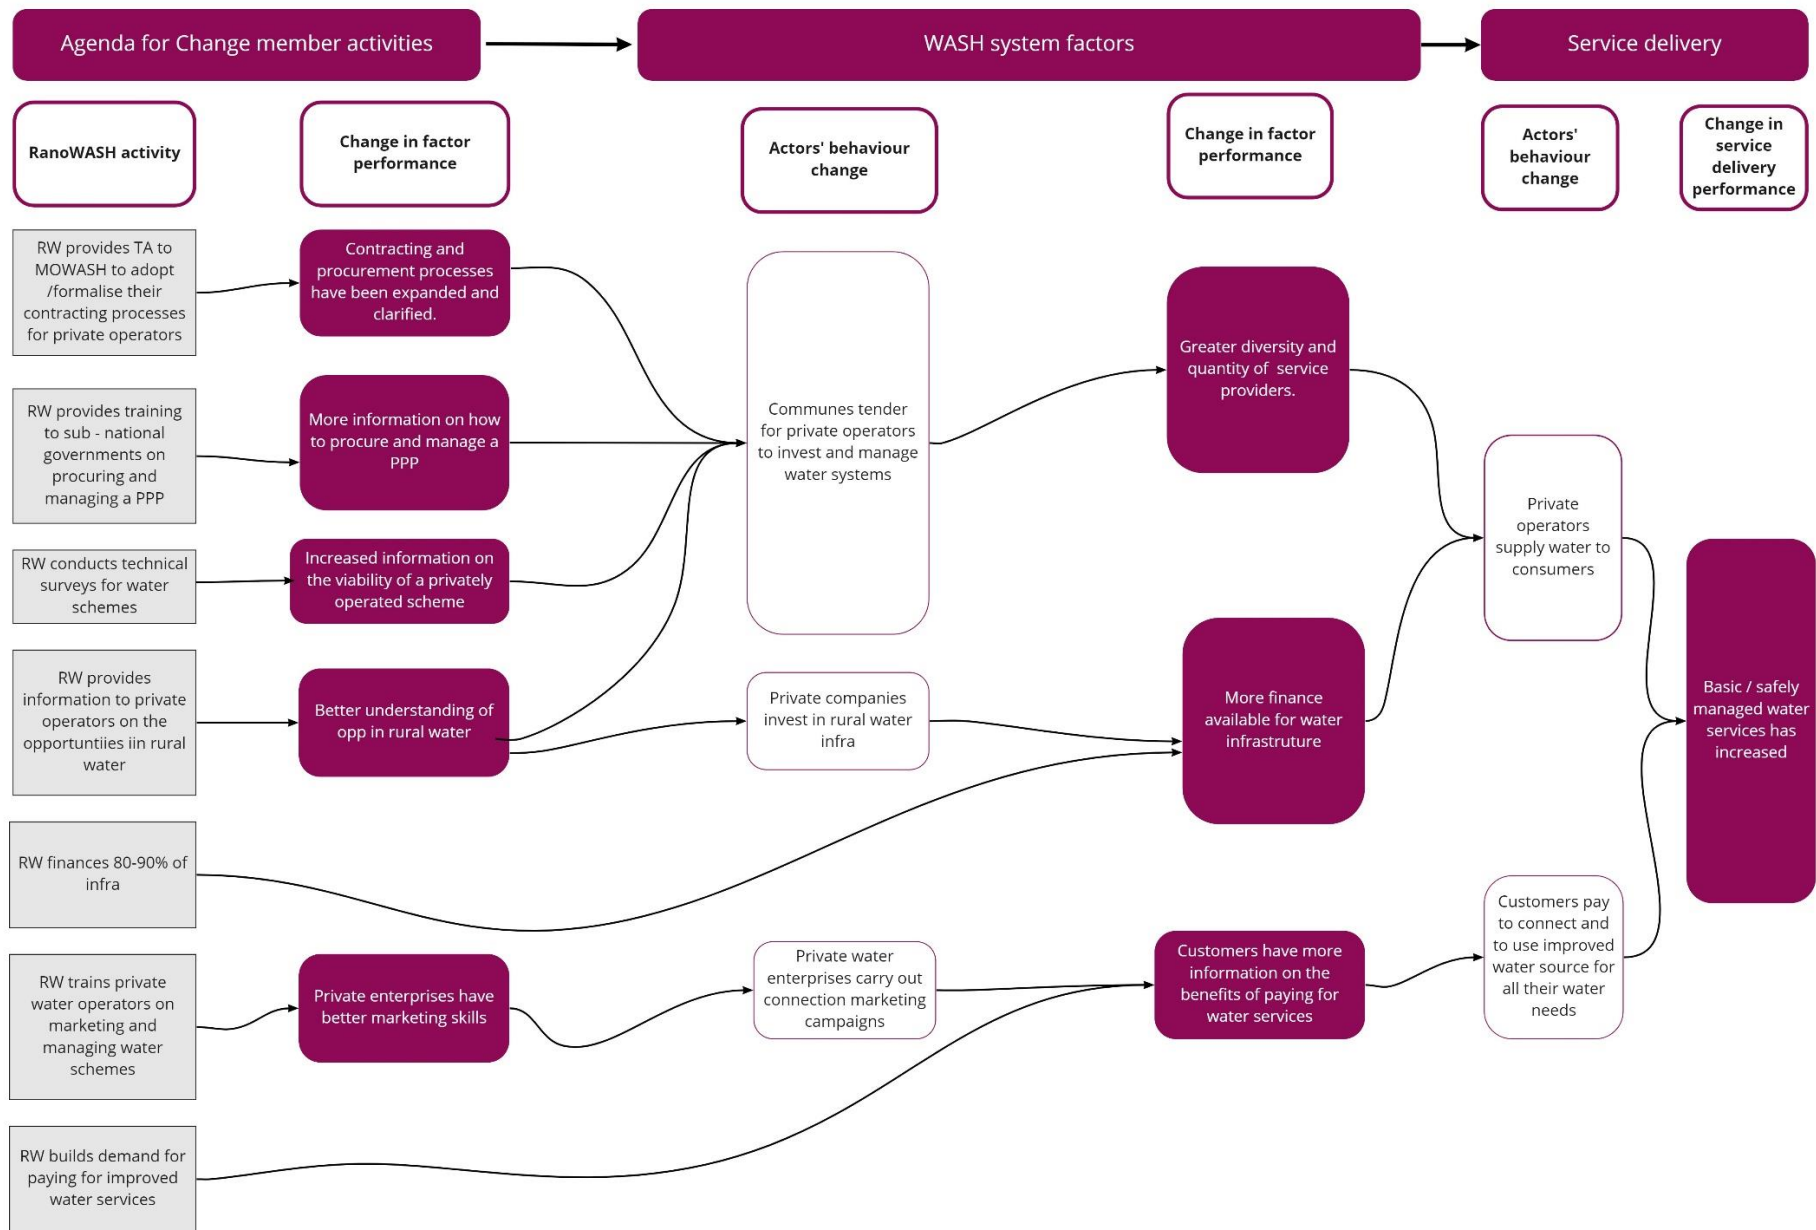 Agenda for Change member activities
WASH system factors
Service delivery
RanoWASH activity
Change in factor
performance
Actors' behaviour
change
Change in factor
performance
Actors'
behaviour
change
Change in
service
delivery
performance
RW provides TA to
MOWASH to adopt
/formalise their
contracting processes
for private operators
Contracting and
procurement processes
have been expanded and
clarified.
RW provides training
to sub - national
governments on
procuring and
managing a PPP
More information on how
to procure and manage a
PPP
RW conducts technical
surveys for water
schemes
Increased information on
the viability of a privately
operated scheme
RW provides
information to private
operators on the
opportuntiies iin rural
water
Better understanding of
opp in rural water
RW finances 80-90% of
infra
RW trains private
water operators on
marketing and
managing water
schemes
Private enterprises have
better marketing skills
RW builds demand for
paying for improved
water services
Communes tender
for private operators
to invest and manage
water systems
Private companies
invest in rural water
infra
Private water
enterprises carry out
connection marketing
campaigns
Greater diversity and
quantity of service
providers.
More finance
available for water
infrastruture
Customers have more
information on the
benefits of paying for
water services
Private
operators
supply water to
consumers
Customers pay
to connect and
to use improved
water source for
all their water
needs
Basic / safely
managed water
services has
increased